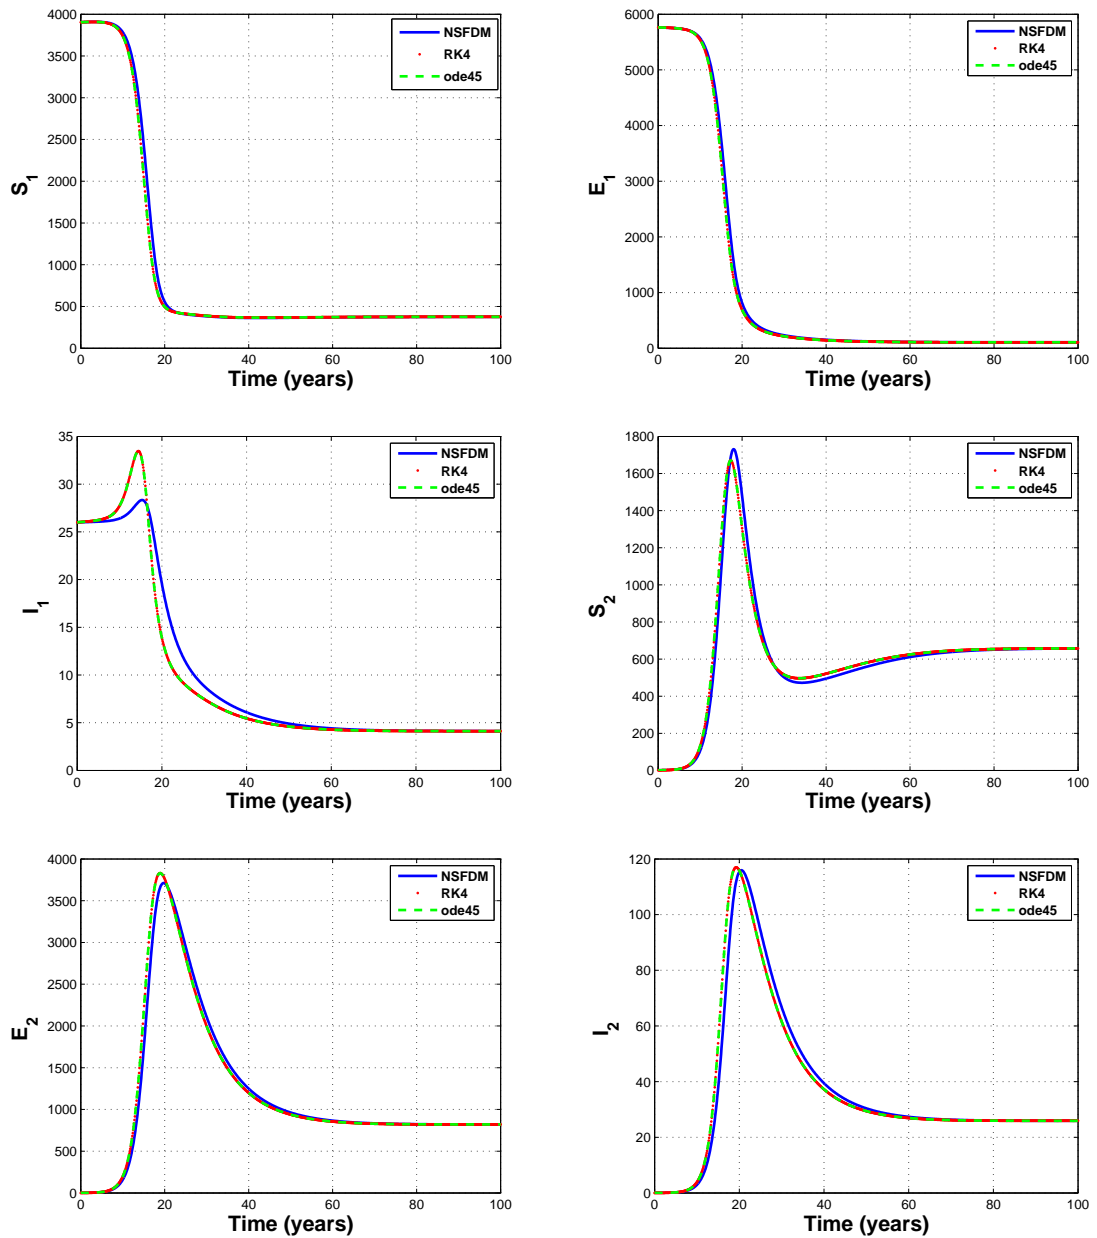 4000
3500
3000
2500
2000
1500
1000
500
0
0 20 40 60 80 100
S1
Time (years)
NSFDM
RK4
ode45
6000
5000
4000
3000
2000
1000
0
0 20 40 60 80 100
E1
Time (years)
NSFDM
RK4
ode45
35
30
25
20
15
10
5
0
0 20 40 60 80 100
I1
Time (years)
NSFDM
RK4
ode45
1800
1600
1400
1200
1000
800
600
400
200
0
0 20 40 60 80 100
S2
Time (years)
NSFDM
RK4
ode45
4000
3500
3000
2500
2000
1500
1000
500
0
0 20 40 60 80 100
E2
Time (years)
NSFDM
RK4
ode45
120
100
80
60
40
20
0
0 20 40 60 80 100
I2
Time (years)
NSFDM
RK4
ode45